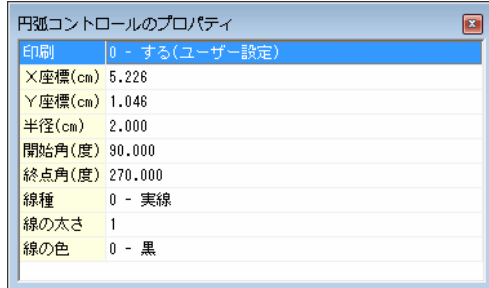 円弧コントロールのプロパティ
印刷 0 - する(ユーザー設定)
X座標(cm) 5.226
Y座標(cm) 1.046
半径(cm) 2.000
開始角(度) 90.000
終点角(度) 270.000
線種 0 - 実線
線の太さ 1
線の色 0 - 黒